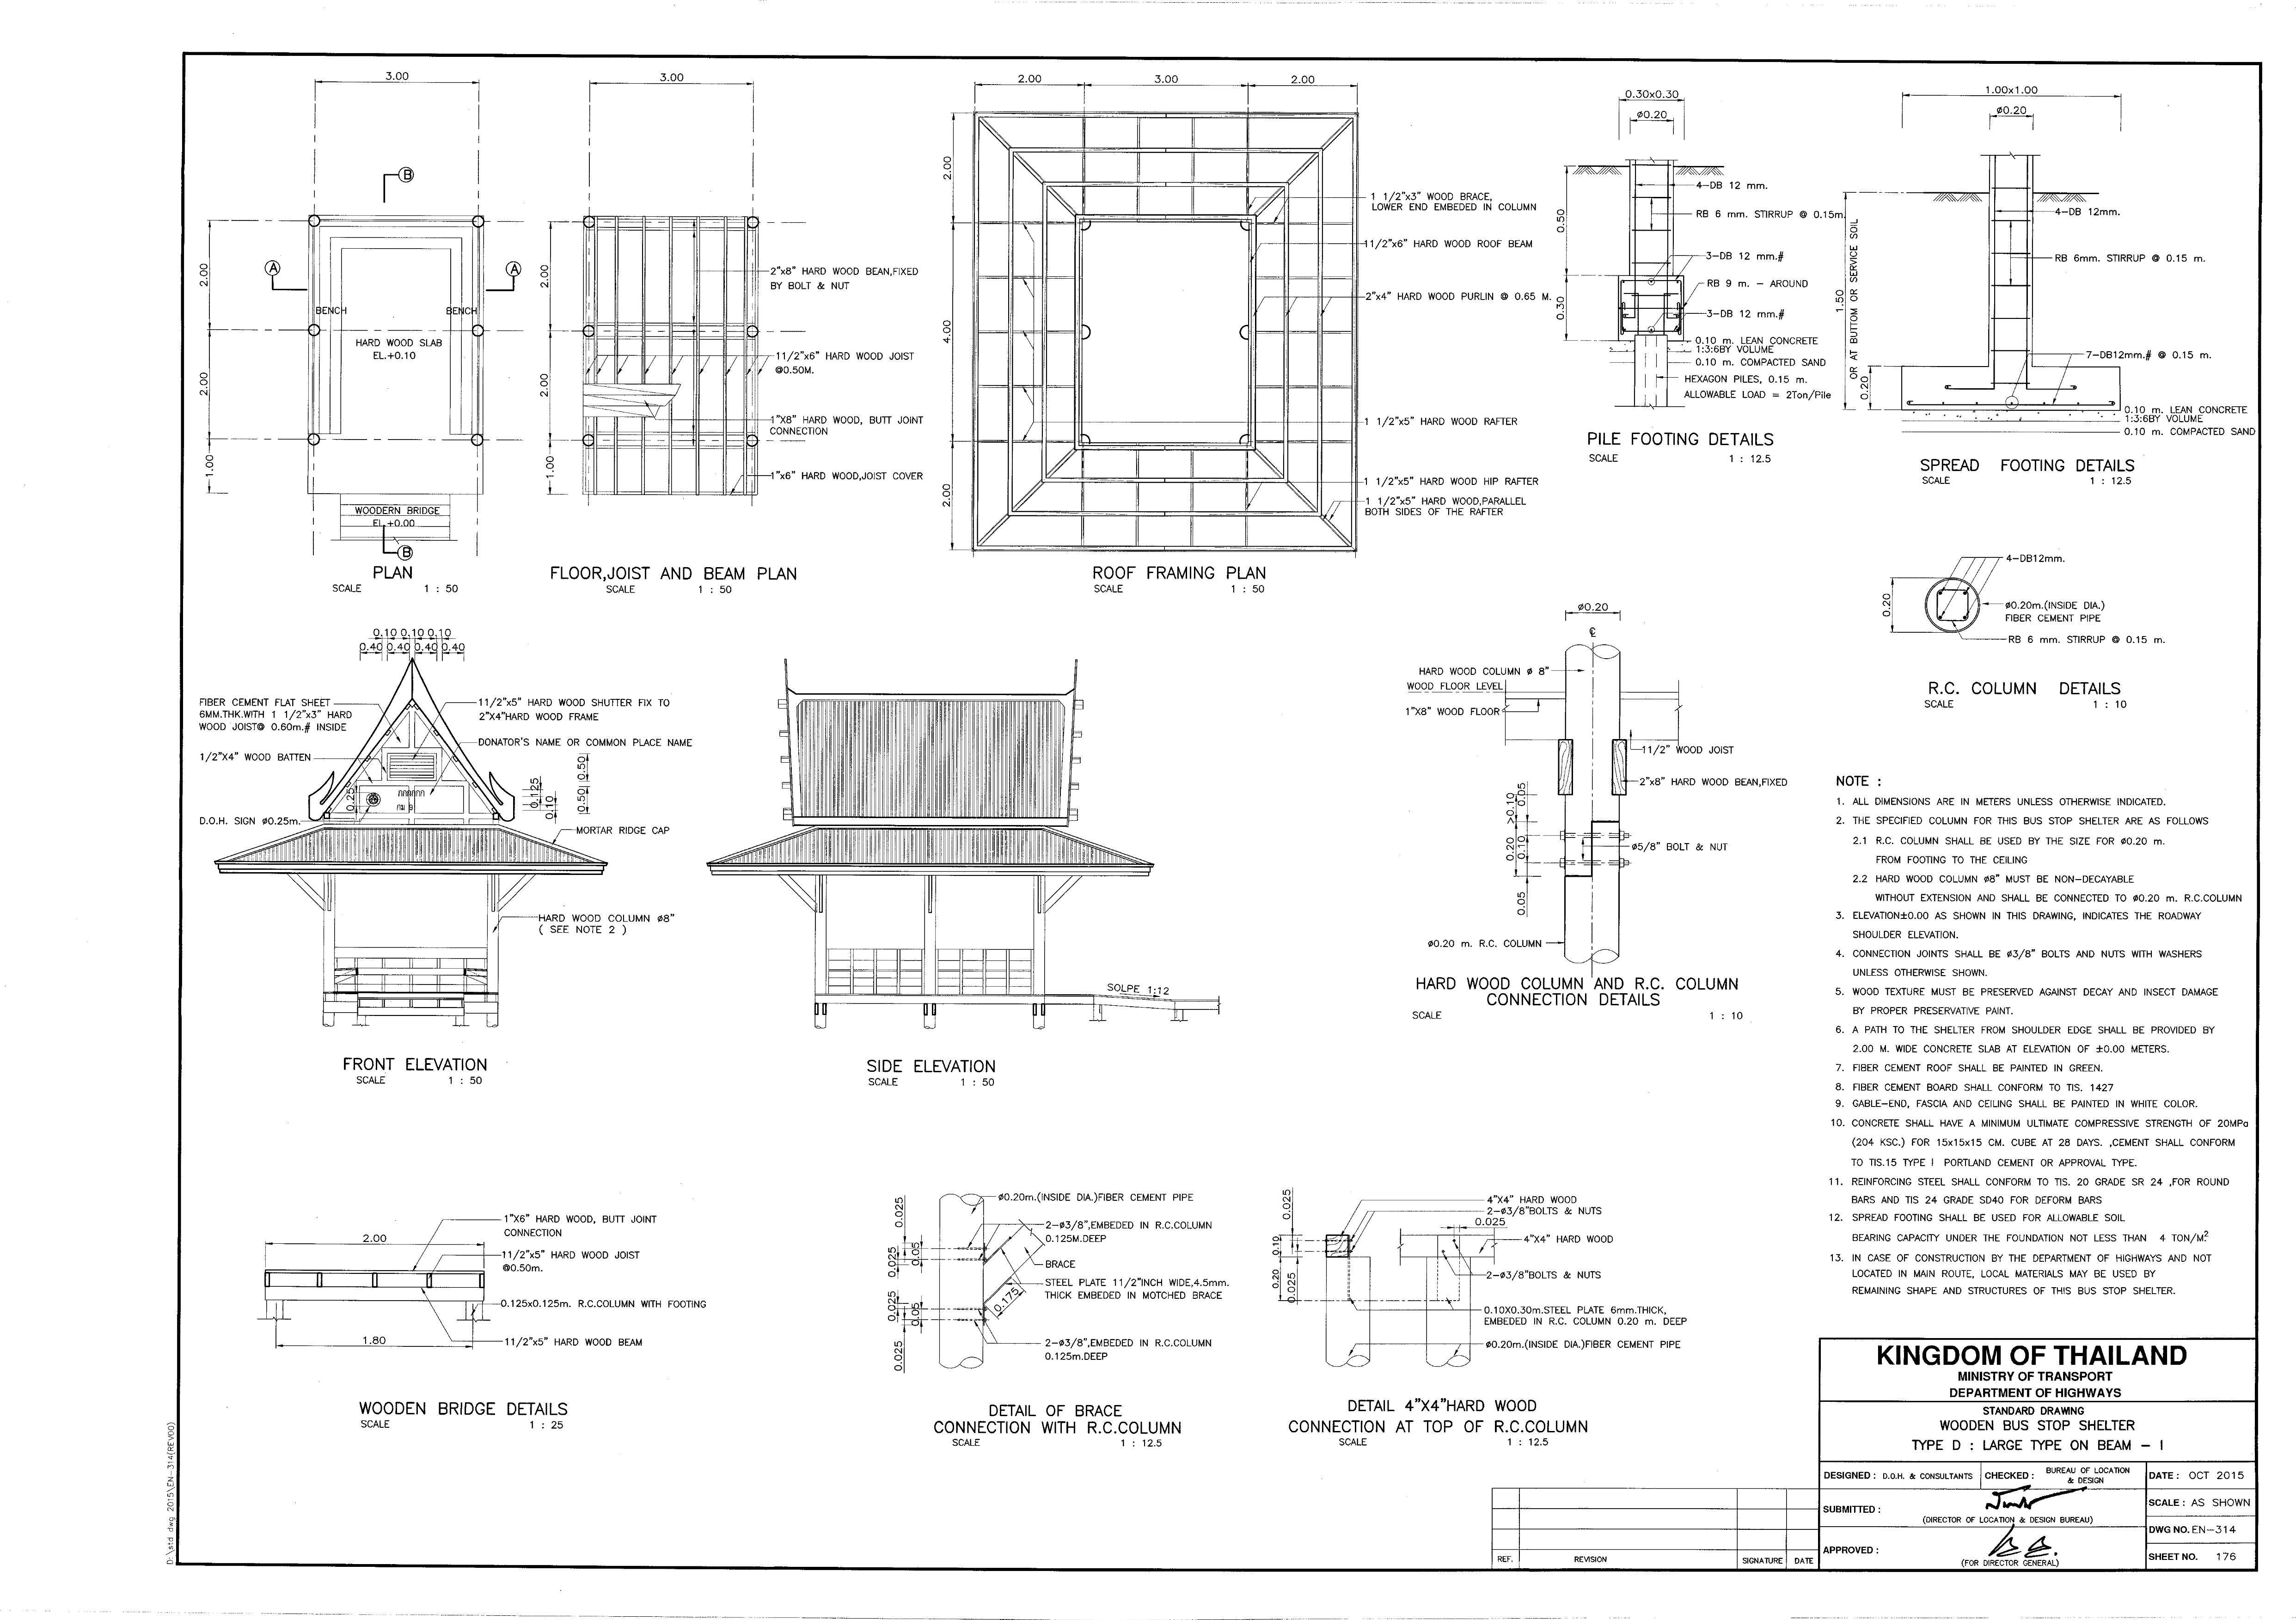 3.00
B
2.00
A
A
BENCH
BENCH
HARD WOOD SLAB
EL.+0.10
2.00
1.00
WOODERN BRIDGE
EL.+0.00
B
PLAN
SCALE 1 : 50
3.00
2.00
2.00
1.00
2"x8" HARD WOOD BEAN,FIXED
BY BOLT & NUT
11/2"x6" HARD WOOD JOIST
@0.50M.
1"X8" HARD WOOD, BUTT JOINT
CONNECTION
1"x6" HARD WOOD,JOIST COVER
FLOOR,JOIST AND BEAM PLAN
SCALE 1 : 50
2.00 3.00 2.00
2.00
4.00
2.00
1 1/2"x3" WOOD BRACE,
LOWER END EMBEDED IN COLUMN
11/2"x6" HARD WOOD ROOF BEAM
2"x4" HARD WOOD PURLIN @ 0.65 M.
1 1/2"x5" HARD WOOD RAFTER
1 1/2"x5" HARD WOOD HIP RAFTER
1 1/2"x5" HARD WOOD,PARALLEL
BOTH SIDES OF THE RAFTER
ROOF FRAMING PLAN
SCALE 1 : 50
0.30x0.30
ø0.20
0.50
0.30
4-DB 12 mm.
RB 6 mm. STIRRUP @ 0.15m.
3-DB 12 mm.#
RB 9 m. - AROUND
3-DB 12 mm.#
0.10 m. LEAN CONCRETE
1:3:6BY VOLUME
0.10 m. COMPACTED SAND
HEXAGON PILES, 0.15 m.
ALLOWABLE LOAD = 2Ton/Pile
PILE FOOTING DETAILS
SCALE 1 : 12.5
1.00x1.00
ø0.20
1.50
OR AT BUTTOM OR SERVICE SOIL
0.20
4-DB 12mm.
RB 6mm. STIRRUP @ 0.15 m.
7-DB12mm.# @ 0.15 m.
0.10 m. LEAN CONCRETE
1:3:6BY VOLUME
0.10 m. COMPACTED SAND
SPREAD FOOTING DETAILS
SCALE 1 : 12.5
4-DB12mm.
0.20
ø0.20m.(INSIDE DIA.)
FIBER CEMENT PIPE
RB 6 mm. STIRRUP @ 0.15 m.
R.C. COLUMN DETAILS
SCALE 1 : 10
0.10 0.10 0.10
0.40 0.40 0.40 0.40
FIBER CEMENT FLAT SHEET
6MM.THK.WITH 1 1/2"x3" HARD
WOOD JOIST@ 0.60m.# INSIDE
1/2"X4" WOOD BATTEN
D.O.H. SIGN ø0.25m.
0.25
กกกกกก
11/2"x5" HARD WOOD SHUTTER FIX TO
2"X4"HARD WOOD FRAME
DONATOR'S NAME OR COMMON PLACE NAME
0.125
0.10
0.50
0.50
MORTAR RIDGE CAP
HARD WOOD COLUMN ø8"
( SEE NOTE 2 )
FRONT ELEVATION
SCALE 1 : 50
SOLPE 1:12
SIDE ELEVATION
SCALE 1 : 50
ø0.20
HARD WOOD COLUMN ø 8"
WOOD FLOOR LEVEL
1"X8" WOOD FLOOR
11/2" WOOD JOIST
2"x8" HARD WOOD BEAN,FIXED
>0.10
0.05
0.20
0.10
0.05
ø5/8" BOLT & NUT
ø0.20 m. R.C. COLUMN
HARD WOOD COLUMN AND R.C. COLUMN
CONNECTION DETAILS
SCALE 1 : 10
2.00
1.80
1"X6" HARD WOOD, BUTT JOINT
CONNECTION
11/2"x5" HARD WOOD JOIST
@0.50m.
0.125x0.125m. R.C.COLUMN WITH FOOTING
11/2"x5" HARD WOOD BEAM
WOODEN BRIDGE DETAILS
SCALE 1 : 25
0.025
0.05
0.025
0.025
0.05
0.025
0.175
ø0.20m.(INSIDE DIA.)FIBER CEMENT PIPE
2-ø3/8",EMBEDED IN R.C.COLUMN
0.125M.DEEP
BRACE
STEEL PLATE 11/2"INCH WIDE,4.5mm.
THICK EMBEDED IN MOTCHED BRACE
2-ø3/8",EMBEDED IN R.C.COLUMN
0.125m.DEEP
DETAIL OF BRACE
CONNECTION WITH R.C.COLUMN
SCALE 1 : 12.5
0.025
0.10
0.20
0.025
4"X4" HARD WOOD
2-ø3/8"BOLTS & NUTS
0.025
4"X4" HARD WOOD
2-ø3/8"BOLTS & NUTS
0.10X0.30m.STEEL PLATE 6mm.THICK,
EMBEDED IN R.C. COLUMN 0.20 m. DEEP
ø0.20m.(INSIDE DIA.)FIBER CEMENT PIPE
DETAIL 4"X4"HARD WOOD
CONNECTION AT TOP OF R.C.COLUMN
SCALE 1 : 12.5
NOTE :
1. ALL DIMENSIONS ARE IN METERS UNLESS OTHERWISE INDICATED.
2. THE SPECIFIED COLUMN FOR THIS BUS STOP SHELTER ARE AS FOLLOWS
2.1 R.C. COLUMN SHALL BE USED BY THE SIZE FOR ø0.20 m.
FROM FOOTING TO THE CEILING
2.2 HARD WOOD COLUMN ø8" MUST BE NON-DECAYABLE
WITHOUT EXTENSION AND SHALL BE CONNECTED TO ø0.20 m. R.C.COLUMN
3. ELEVATION±0.00 AS SHOWN IN THIS DRAWING, INDICATES THE ROADWAY
SHOULDER ELEVATION.
4. CONNECTION JOINTS SHALL BE ø3/8" BOLTS AND NUTS WITH WASHERS
UNLESS OTHERWISE SHOWN.
5. WOOD TEXTURE MUST BE PRESERVED AGAINST DECAY AND INSECT DAMAGE
BY PROPER PRESERVATIVE PAINT.
6. A PATH TO THE SHELTER FROM SHOULDER EDGE SHALL BE PROVIDED BY
2.00 M. WIDE CONCRETE SLAB AT ELEVATION OF ±0.00 METERS.
7. FIBER CEMENT ROOF SHALL BE PAINTED IN GREEN.
8. FIBER CEMENT BOARD SHALL CONFORM TO TIS. 1427
9. GABLE-END, FASCIA AND CEILING SHALL BE PAINTED IN WHITE COLOR.
10. CONCRETE SHALL HAVE A MINIMUM ULTIMATE COMPRESSIVE STRENGTH OF 20MPa
(204 KSC.) FOR 15x15x15 CM. CUBE AT 28 DAYS. ,CEMENT SHALL CONFORM
TO TIS.15 TYPE I PORTLAND CEMENT OR APPROVAL TYPE.
11. REINFORCING STEEL SHALL CONFORM TO TIS. 20 GRADE SR 24 ,FOR ROUND
BARS AND TIS 24 GRADE SD40 FOR DEFORM BARS
12. SPREAD FOOTING SHALL BE USED FOR ALLOWABLE SOIL
BEARING CAPACITY UNDER THE FOUNDATION NOT LESS THAN 4 TON/M²
13. IN CASE OF CONSTRUCTION BY THE DEPARTMENT OF HIGHWAYS AND NOT
LOCATED IN MAIN ROUTE, LOCAL MATERIALS MAY BE USED BY
REMAINING SHAPE AND STRUCTURES OF THIS BUS STOP SHELTER.
KINGDOM OF THAILAND
MINISTRY OF TRANSPORT
DEPARTMENT OF HIGHWAYS
STANDARD DRAWING
WOODEN BUS STOP SHELTER
TYPE D : LARGE TYPE ON BEAM - I
DESIGNED : D.O.H. & CONSULTANTS
CHECKED : BUREAU OF LOCATION
& DESIGN
DATE : OCT 2015
SUBMITTED :
(DIRECTOR OF LOCATION & DESIGN BUREAU)
SCALE : AS SHOWN
DWG NO. EN-314
APPROVED :
(FOR DIRECTOR GENERAL)
SHEET NO. 176
REF. REVISION SIGNATURE DATE
D:\std dwg 2015\EN-314(REV00)